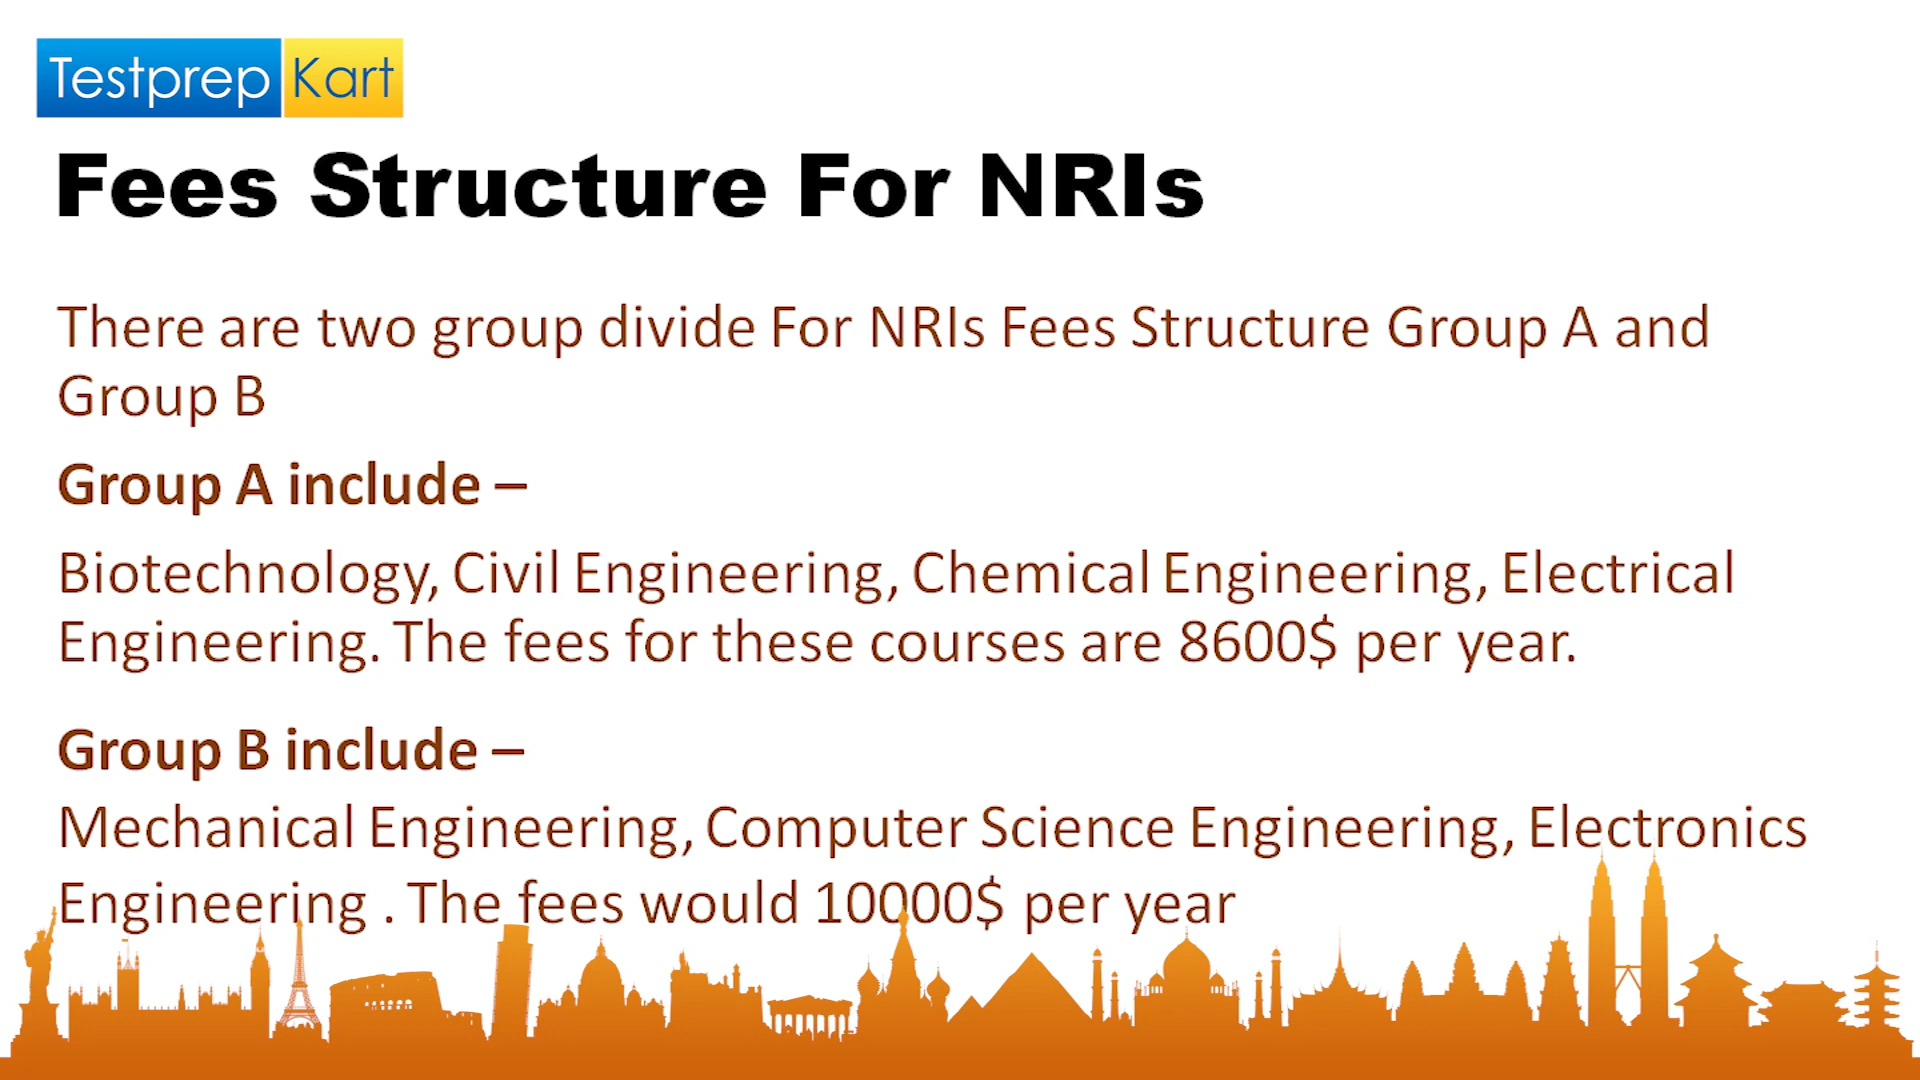 Testprep Kart
Fees Structure For NRIs
There are two group divide For NRIs Fees Structure Group A and
Group B
Group A include –
Biotechnology, Civil Engineering, Chemical Engineering, Electrical
Engineering. The fees for these courses are 8600$ per year.
Group B include –
Mechanical Engineering, Computer Science Engineering, Electronics
Engineering . The fees would 10000$ per year